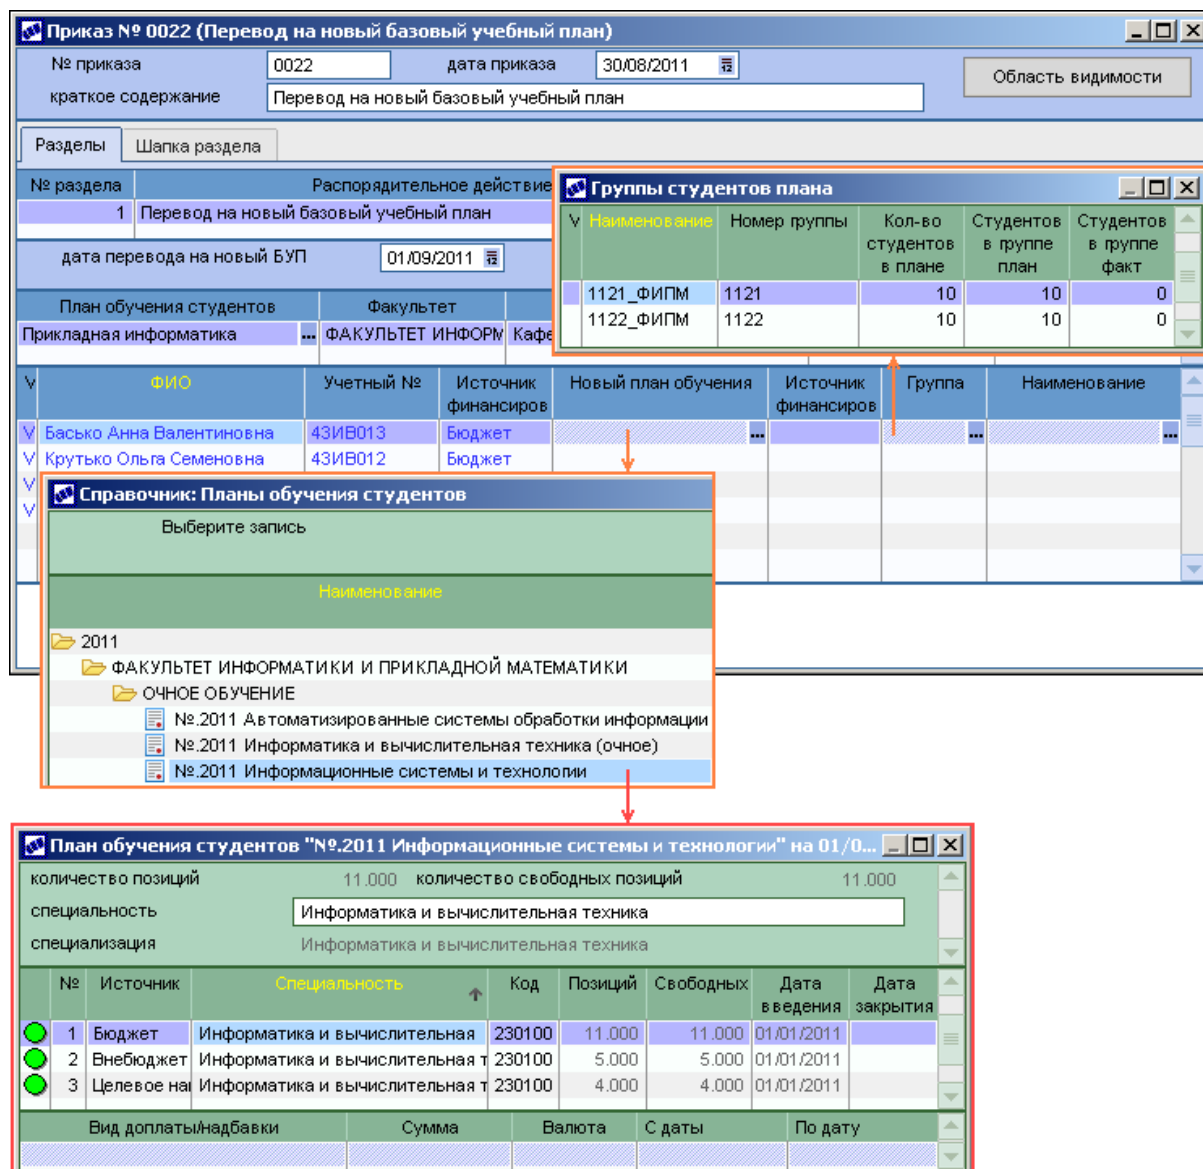 Приказ № 0022 (Перевод на новый базовый учебный план)
№ приказа 0022 дата приказа 30/08/2011 Область видимости
краткое содержание Перевод на новый базовый учебный план
Разделы Шапка раздела
№ раздела Распорядительное действие
1 Перевод на новый базовый учебный план
дата перевода на новый БУП 01/09/2011
План обучения студентов Факультет
Прикладная информатика ... ФАКУЛЬТЕТ ИНФОРМ Кафе
Группы студентов плана
V Наименование Номер группы Кол-во студентов в плане Студентов в группе план Студентов в группе факт
1121_ФИПМ 1121 10 10 0
1122_ФИПМ 1122 10 10 0
V ФИО Учетный № Источник финансиров Новый план обучения Источник финансиров Группа Наименование
V Басько Анна Валентиновна 43ИВ013 Бюджет ... ... ...
V Крутько Ольга Семеновна 43ИВ012 Бюджет
V
V
Справочник: Планы обучения студентов
Выберите запись
Наименование
2011
ФАКУЛЬТЕТ ИНФОРМАТИКИ И ПРИКЛАДНОЙ МАТЕМАТИКИ
ОЧНОЕ ОБУЧЕНИЕ
№.2011 Автоматизированные системы обработки информации
№.2011 Информатика и вычислительная техника (очное)
№.2011 Информационные системы и технологии
План обучения студентов "№.2011 Информационные системы и технологии" на 01/0...
количество позиций 11.000 количество свободных позиций 11.000
специальность Информатика и вычислительная техника
специализация Информатика и вычислительная техника
№ Источник Специальность Код Позиций Свободных Дата введения Дата закрытия
1 Бюджет Информатика и вычислительная 230100 11.000 11.000 01/01/2011
2 Внебюджет Информатика и вычислительная т 230100 5.000 5.000 01/01/2011
3 Целевое наи Информатика и вычислительная т 230100 4.000 4.000 01/01/2011
Вид доплаты/надбавки Сумма Валюта С даты По дату